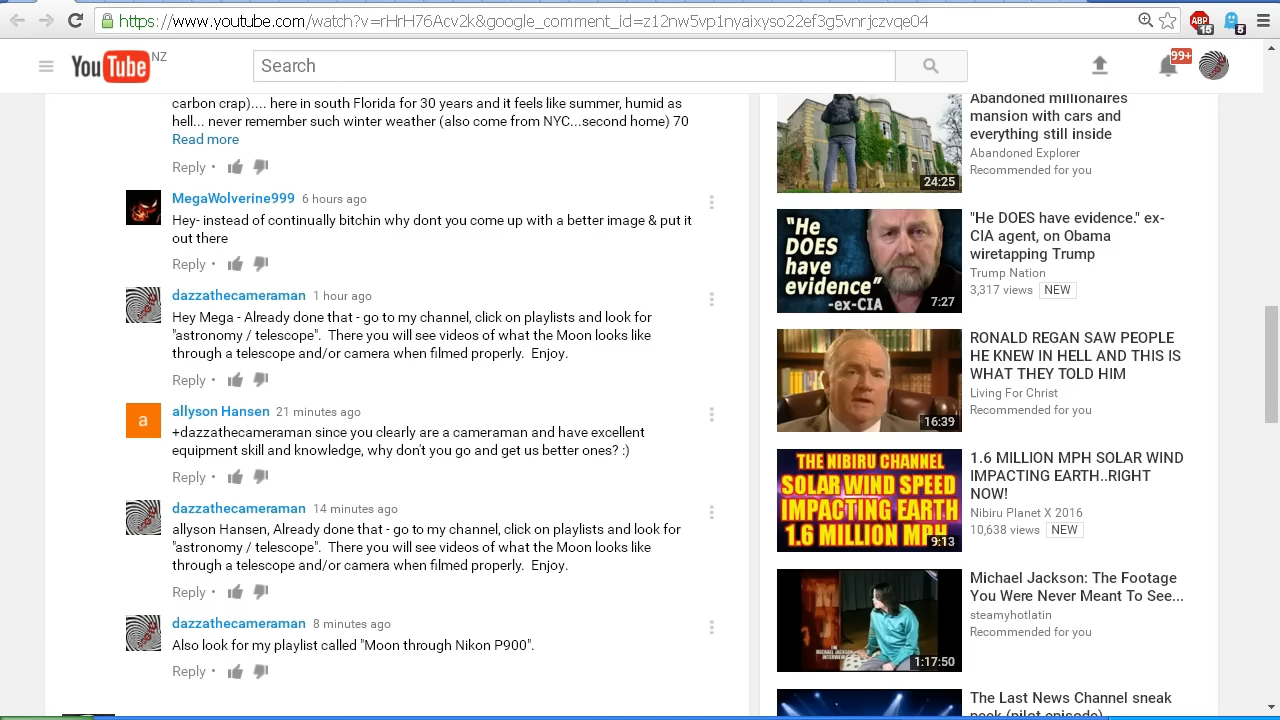 https://www.youtube.com/watch?v=rHrH76Acv2k&google_comment_id=z12nw5vp1nyalxyso22ef3g5vnrjczvqe04
ABP
15
5
YouTube NZ
Search
99+
carbon crap).... here in south Florida for 30 years and it feels like summer, humid as
hell... never remember such winter weather (also come from NYC...second home) 70
Read more
Reply •
MegaWolverine999 6 hours ago
Hey- instead of continually bitchin why dont you come up with a better image & put it
out there
Reply •
dazzathecameraman 1 hour ago
Hey Mega - Already done that - go to my channel, click on playlists and look for
"astronomy / telescope". There you will see videos of what the Moon looks like
through a telescope and/or camera when filmed properly. Enjoy.
Reply •
a
allyson Hansen 21 minutes ago
+dazzathecameraman since you clearly are a cameraman and have excellent
equipment skill and knowledge, why don't you go and get us better ones? :)
Reply •
dazzathecameraman 14 minutes ago
allyson Hansen, Already done that - go to my channel, click on playlists and look for
"astronomy / telescope". There you will see videos of what the Moon looks like
through a telescope and/or camera when filmed properly. Enjoy.
Reply •
dazzathecameraman 8 minutes ago
Also look for my playlist called "Moon through Nikon P900".
Reply •
24:25
Abandoned millionaires
mansion with cars and
everything still inside
Abandoned Explorer
Recommended for you
"He
DOES
have
evidence"
-ex-CIA
7:27
"He DOES have evidence." ex-
CIA agent, on Obama
wiretapping Trump
Trump Nation
3,317 views NEW
16:39
RONALD REGAN SAW PEOPLE
HE KNEW IN HELL AND THIS IS
WHAT THEY TOLD HIM
Living For Christ
Recommended for you
THE NIBIRU CHANNEL
SOLAR WIND SPEED
IMPACTING EARTH
1.6 MILLION MPH
9:13
1.6 MILLION MPH SOLAR WIND
IMPACTING EARTH..RIGHT
NOW!
Nibiru Planet X 2016
10,638 views NEW
1:17:50
Michael Jackson: The Footage
You Were Never Meant To See...
steamyhotlatin
Recommended for you
The Last News Channel sneak
peek (pilot episode)